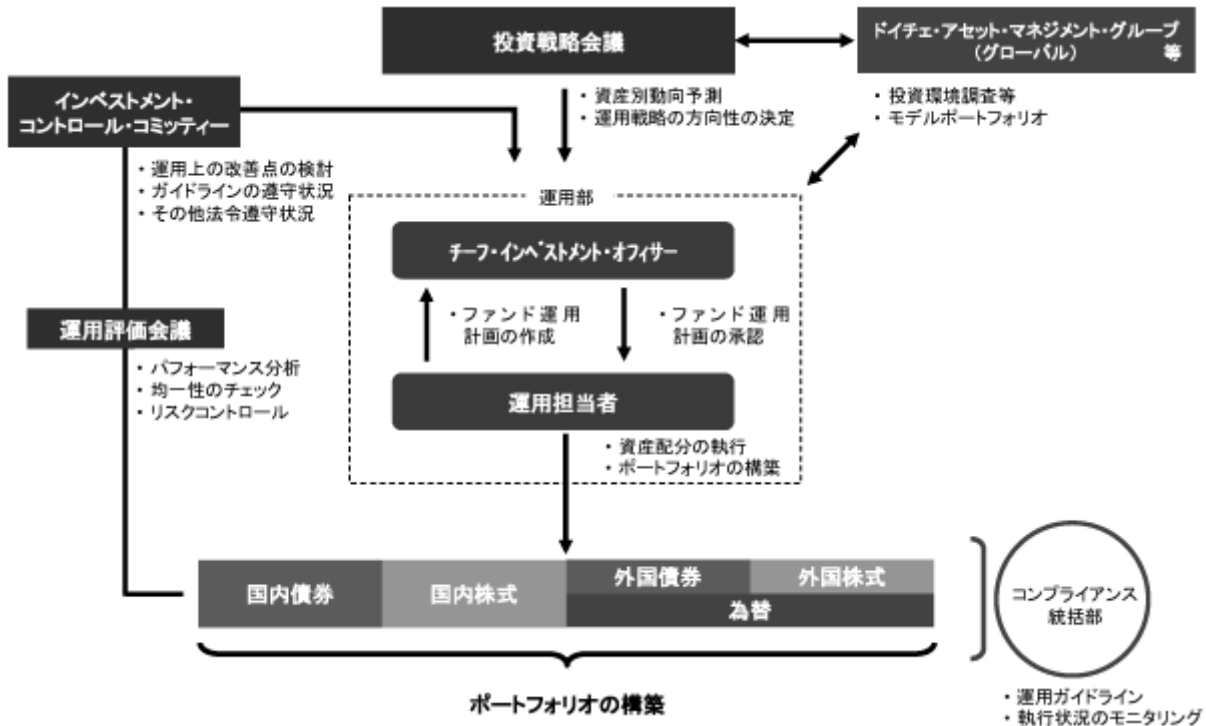 投資戦略会議
ドイチェ・アセット・マネジメント・グループ
(グローバル) 等
インベストメント・
コントロール・コミッティー
・資産別動向予測
・運用戦略の方向性の決定
・投資環境調査等
・モデルポートフォリオ
・運用上の改善点の検討
・ガイドラインの遵守状況
・その他法令遵守状況
運用部
チーフ・インベストメント・オフィサー
・ファンド運用
計画の作成
・ファンド運用
計画の承認
運用評価会議
・パフォーマンス分析
・均一性のチェック
・リスクコントロール
運用担当者
・資産配分の執行
・ポートフォリオの構築
国内債券
国内株式
外国債券
外国株式
為替
コンプライアンス
統括部
ポートフォリオの構築
・運用ガイドライン
・執行状況のモニタリング